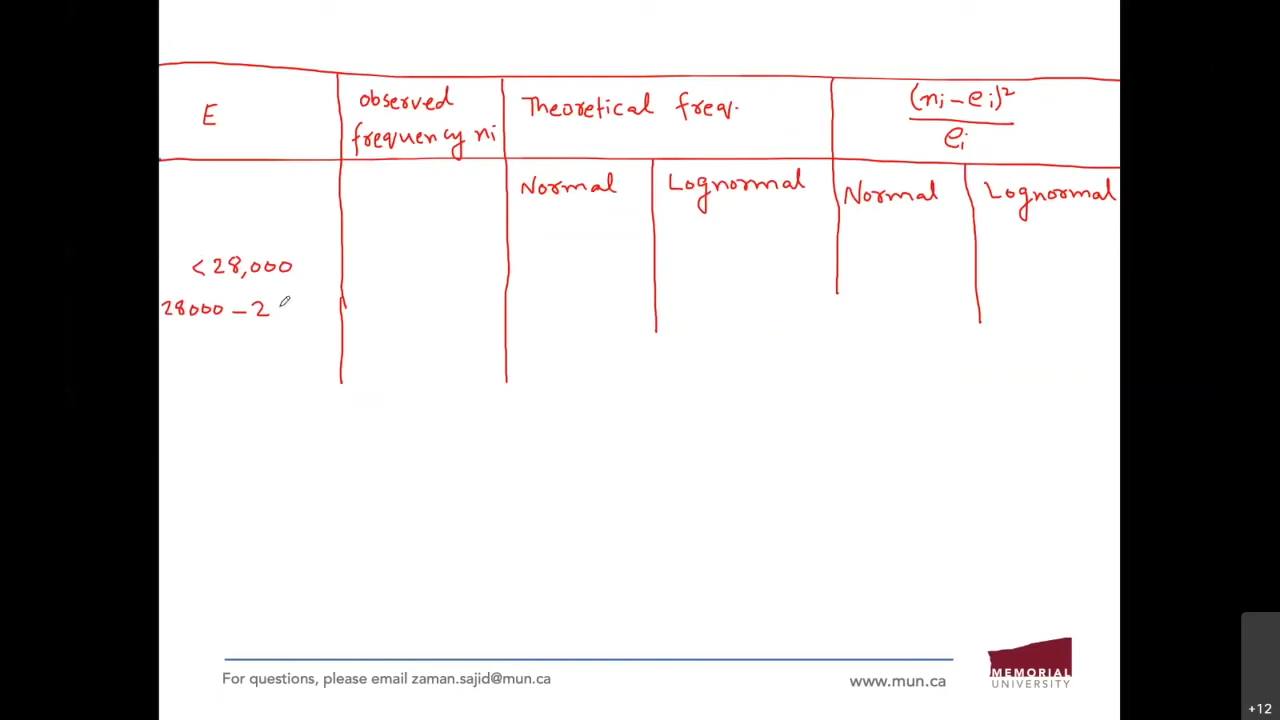 E
observed
frequency ni
Theoretical freq.
(ni – ei)²
ei
Normal
Lognormal
Normal
Lognormal
<28,000
28000 – 2
For questions, please email zaman.sajid@mun.ca
www.mun.ca
MEMORIAL
UNIVERSITY
+12